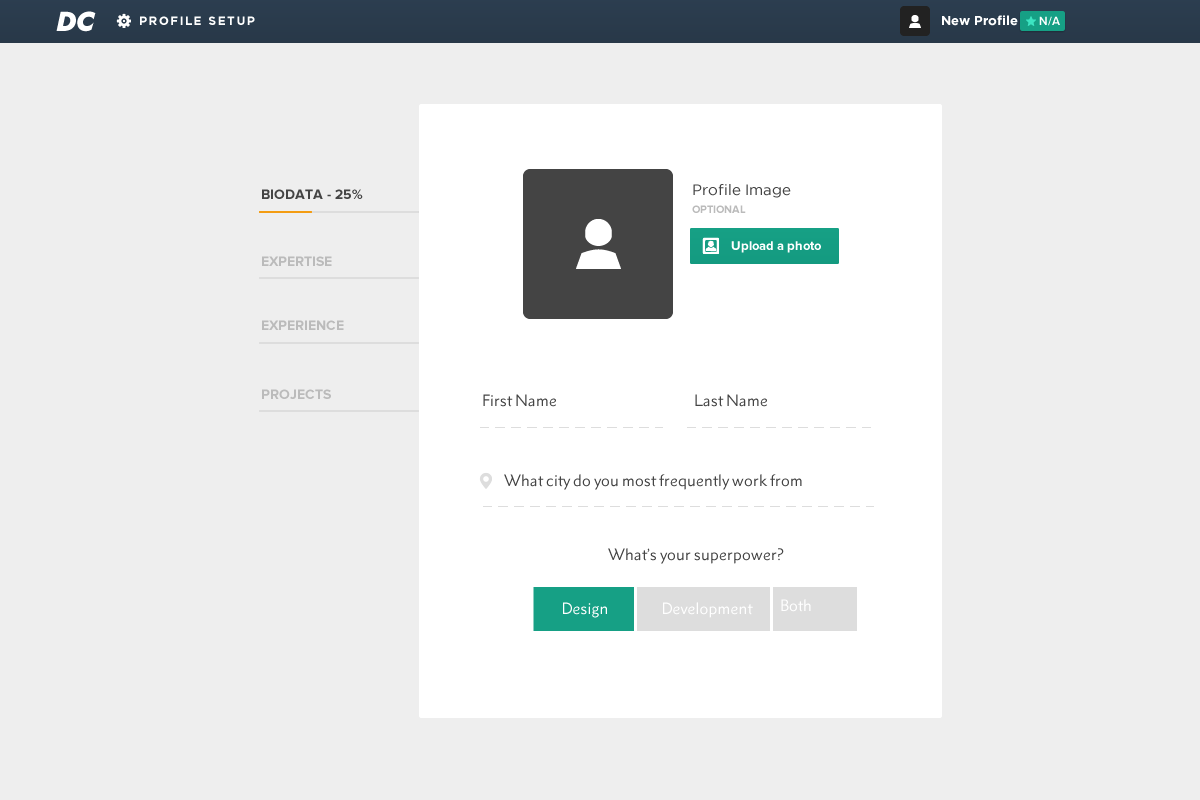 DC PROFILE SETUP New Profile N/A
BIODATA - 25%
EXPERTISE
EXPERIENCE
PROJECTS
Profile Image
OPTIONAL
Upload a photo
First Name Last Name
What city do you most frequently work from
What's your superpower?
Design Development Both